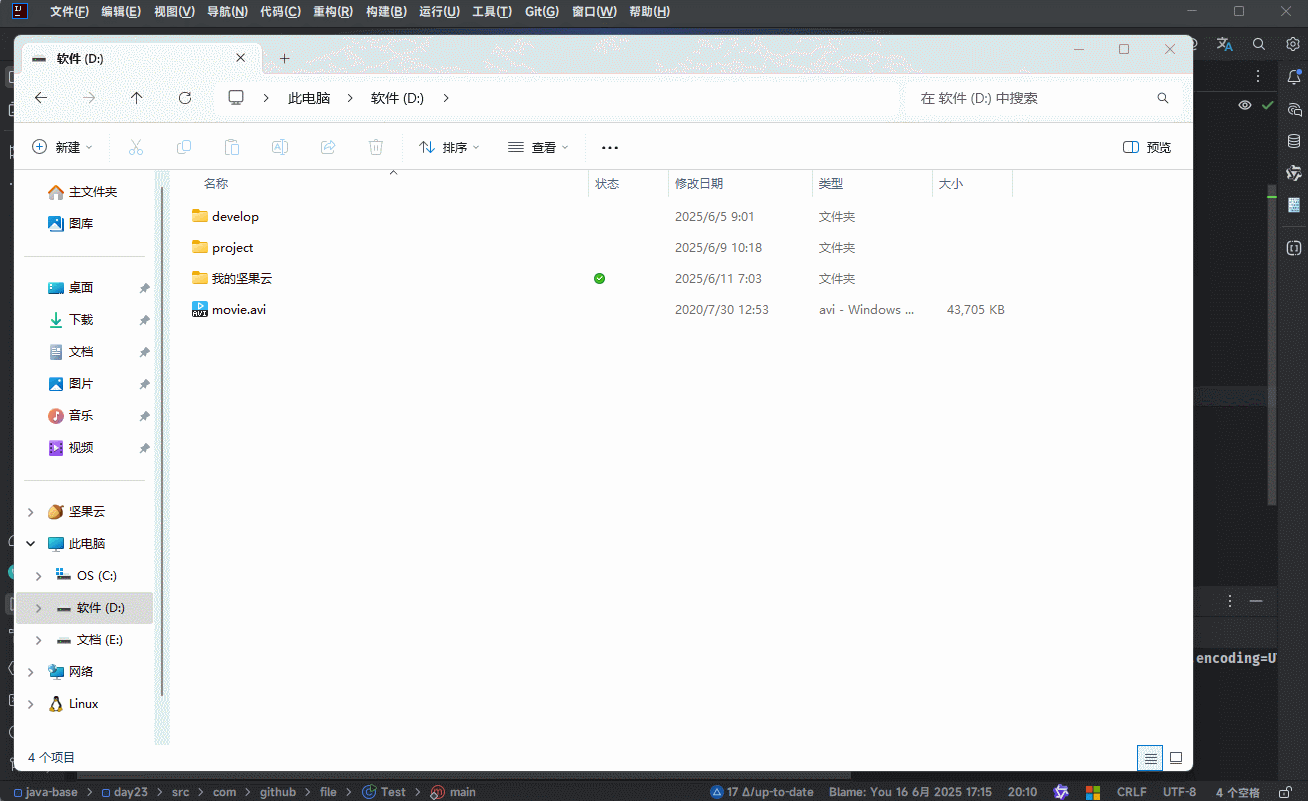 文件(F) 编辑(E) 视图(V) 导航(N) 代码(C) 重构(R) 构建(B) 运行(U) 工具(T) Git(G) 窗口(W) 帮助(H)
软件 (D:)
此电脑 软件 (D:)
在 软件 (D:) 中搜索
新建 排序 查看 预览
名称 状态 修改日期 类型 大小
develop 2025/6/5 9:01 文件夹
project 2025/6/9 10:18 文件夹
我的坚果云 2025/6/11 7:03 文件夹
movie.avi 2020/7/30 12:53 avi - Windows ... 43,705 KB
主文件夹
图库
桌面
下载
文档
图片
音乐
视频
坚果云
此电脑
OS (C:)
软件 (D:)
文档 (E:)
网络
Linux
encoding=U
4 个项目
java-base day23 src com github file Test main 17 Δ/up-to-date Blame: You 16 6月 2025 17:15 20:10 CRLF UTF-8 4 个空格